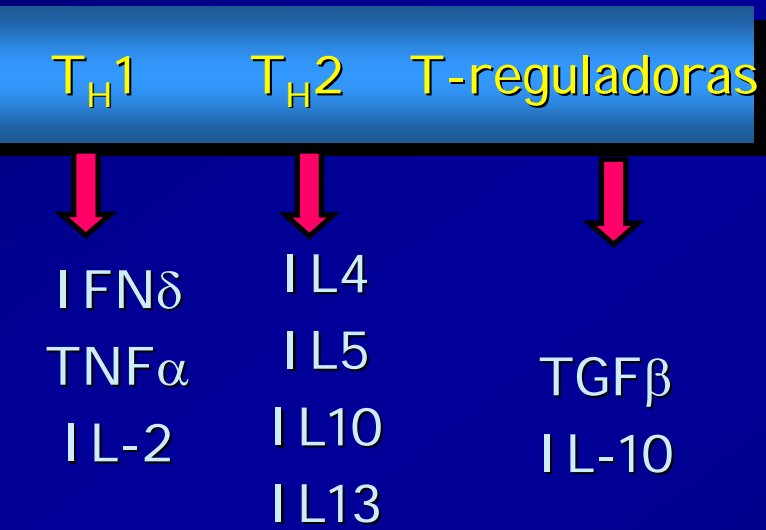 TH1 TH2 T-reguladoras
IFNδ
TNFα
IL-2
IL4
IL5
IL10
IL13
TGFβ
IL-10